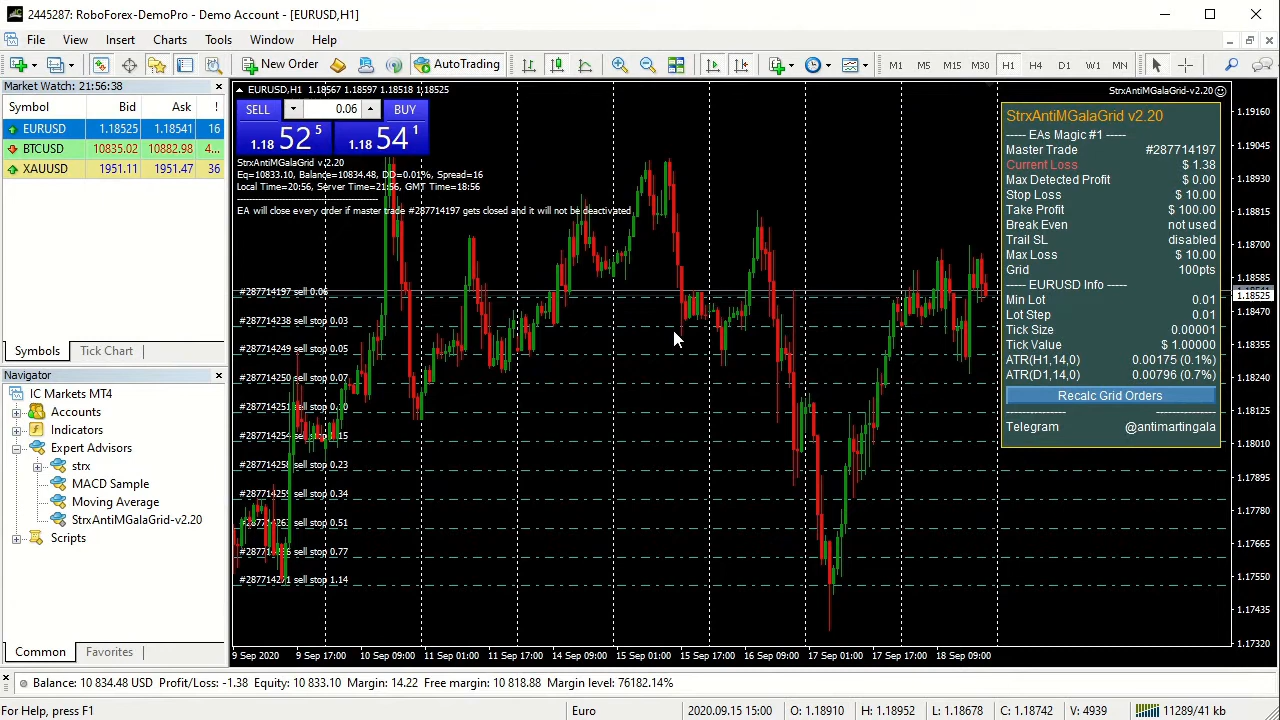 2445287: RoboForex-DemoPro - Demo Account - [EURUSD,H1]
File View Insert Charts Tools Window Help
New Order AutoTrading M1 M5 M15 M30 H1 H4 D1 W1 MN
Market Watch: 21:56:38
Symbol Bid Ask !
EURUSD 1.18525 1.18541 16
BTCUSD 10835.02 10882.98 4...
XAUUSD 1951.11 1951.47 36
Symbols Tick Chart
Navigator
IC Markets MT4
Accounts
Indicators
Expert Advisors
strx
MACD Sample
Moving Average
StrxAntiMGalaGrid-v2.20
Scripts
Common Favorites
EURUSD,H1 1.18567 1.18597 1.18518 1.18525
SELL 0.06 BUY
1.18 52 5 1.18 54 1
StrxAntiMGalaGrid v.2.20
Eq=10833.10, Balance=10834.48, DD=0.01%, Spread=16
Local Time=20:56, Server Time=21:56, GMT Time=18:56
EA will close every order if master trade #287714197 gets closed and it will not be deactivated
#287714197 sell 0.06
#287714238 sell stop 0.03
#287714249 sell stop 0.05
#287714250 sell stop 0.07
sell stop
sell stop 0.15
#287714258 sell stop 0.23
#287714259 sell stop 0.34
sell stop 0.51
sell stop 0.77
sell stop 1.14
StrxAntiMGalaGrid-v2.20
StrxAntiMGalaGrid v2.20
----- EAs Magic #1 -----
Master Trade #287714197
Current Loss $ 1.38
Max Detected Profit $ 0.00
Stop Loss $ 10.00
Take Profit $ 100.00
Break Even not used
Trail SL disabled
Max Loss $ 10.00
Grid 100pts
----- EURUSD Info -----
Min Lot 0.01
Lot Step 0.01
Tick Size 0.00001
Tick Value $ 1.00000
ATR(H1,14,0) 0.00175 (0.1%)
ATR(D1,14,0) 0.00796 (0.7%)
Recalc Grid Orders
Telegram @antimartingala
1.19160
1.19045
1.18930
1.18815
1.18700
1.18585
1.18525
1.18470
1.18355
1.18240
1.18125
1.18010
1.17895
1.17780
1.17665
1.17550
1.17435
1.17320
9 Sep 2020 9 Sep 17:00 10 Sep 09:00 11 Sep 01:00 11 Sep 17:00 14 Sep 09:00 15 Sep 01:00 15 Sep 17:00 16 Sep 09:00 17 Sep 01:00 17 Sep 17:00 18 Sep 09:00
Balance: 10 834.48 USD Profit/Loss: -1.38 Equity: 10 833.10 Margin: 14.22 Free margin: 10 818.88 Margin level: 76182.14%
For Help, press F1 Euro 2020.09.15 15:00 O: 1.18910 H: 1.18952 L: 1.18678 C: 1.18742 V: 4939 11289/41 kb